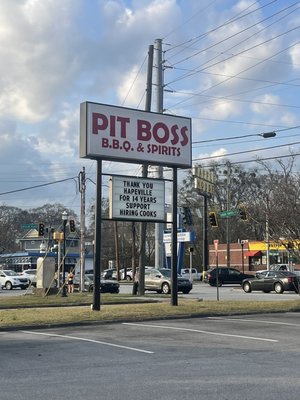 PIT BOSS
B.B.Q. & SPIRITS
THANK YOU
HAPEVILLE
FOR 14 YEARS
SUPPORT
HIRING COOKS